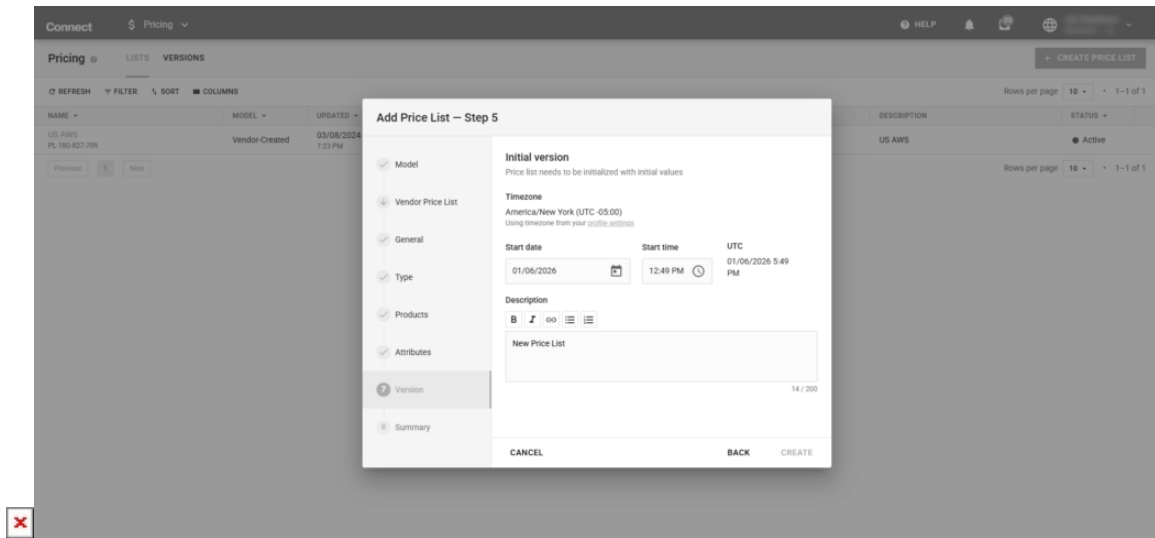 Connect
$ Pricing
HELP
Pricing
LISTS
VERSIONS
+ CREATE PRICE LIST
REFRESH
FILTER
SORT
COLUMNS
Rows per page 10 • 1-1 of 1
NAME
MODEL
UPDATED
DESCRIPTION
STATUS
US AWS
PL-180-827-709
Vendor-Created
03/08/2024
7:23 PM
US AWS
Active
Previous
1
Next
Rows per page 10 • 1-1 of 1
Add Price List — Step 5
Model
Vendor Price List
General
Type
Products
Attributes
7 Version
8 Summary
Initial version
Price list needs to be initialized with initial values
Timezone
America/New York (UTC -05:00)
Using timezone from your profile settings
Start date
Start time
UTC
01/06/2026
12:49 PM
01/06/2026 5:49
PM
Description
B I
New Price List
14 / 200
CANCEL
BACK
CREATE